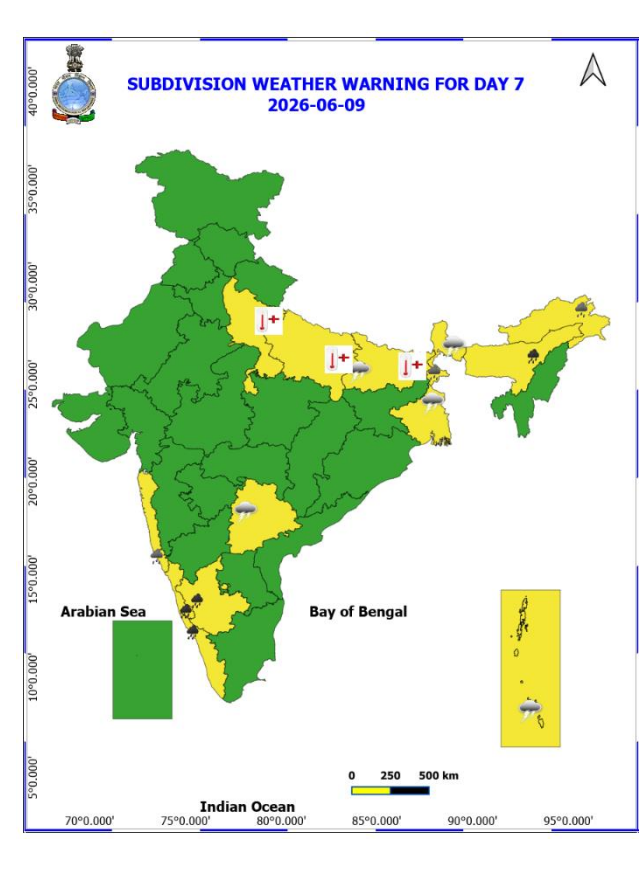 SUBDIVISION WEATHER WARNING FOR DAY 7
2026-06-09
40°0.000'
35°0.000'
30°0.000'
25°0.000'
20°0.000'
15°0.000'
10°0.000'
5°0.000'
Arabian Sea
Bay of Bengal
0 250 500 km
Indian Ocean
70°0.000' 75°0.000' 80°0.000' 85°0.000' 90°0.000' 95°0.000'